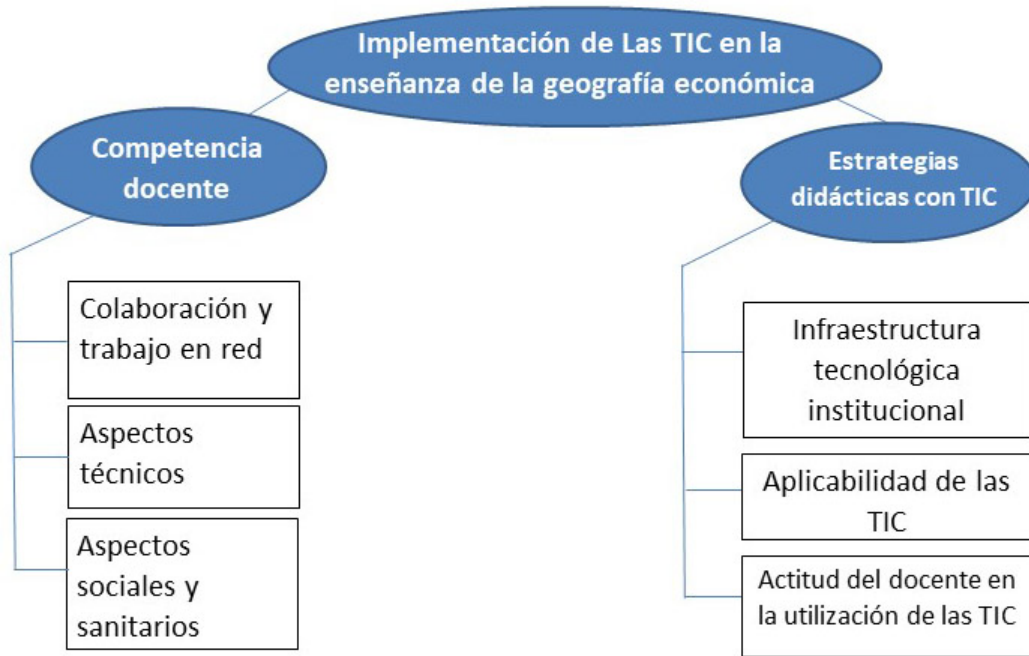 Implementación de Las TIC en la
enseñanza de la geografía económica
Competencia
docente
Colaboración y
trabajo en red
Aspectos
técnicos
Aspectos
sociales y
sanitarios
Estrategias
didácticas con TIC
Infraestructura
tecnológica
institucional
Aplicabilidad de las
TIC
Actitud del docente en
la utilización de las TIC